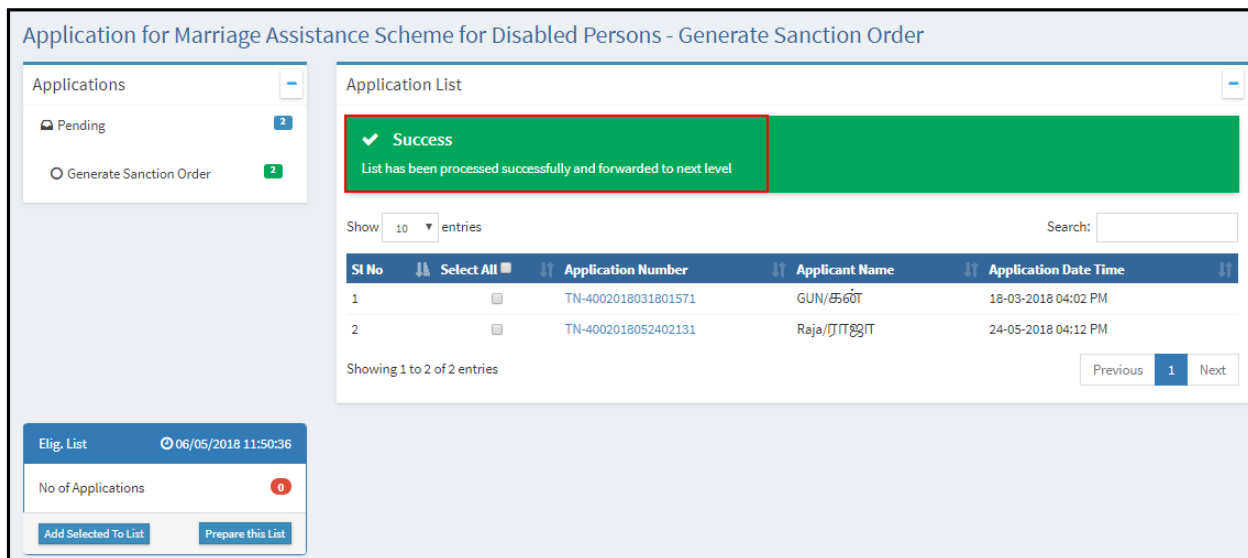 Application for Marriage Assistance Scheme for Disabled Persons - Generate Sanction Order
Applications
Pending 2
Generate Sanction Order 2
Application List
Success
List has been processed successfully and forwarded to next level
Show 10 entries Search:
Sl No Select All Application Number Applicant Name Application Date Time
1 TN-4002018031801571 GUN/கன் 18-03-2018 04:02 PM
2 TN-4002018052402131 Raja/ராஜா 24-05-2018 04:12 PM
Showing 1 to 2 of 2 entries Previous 1 Next
Elig. List 06/05/2018 11:50:36
No of Applications 0
Add Selected To List Prepare this List